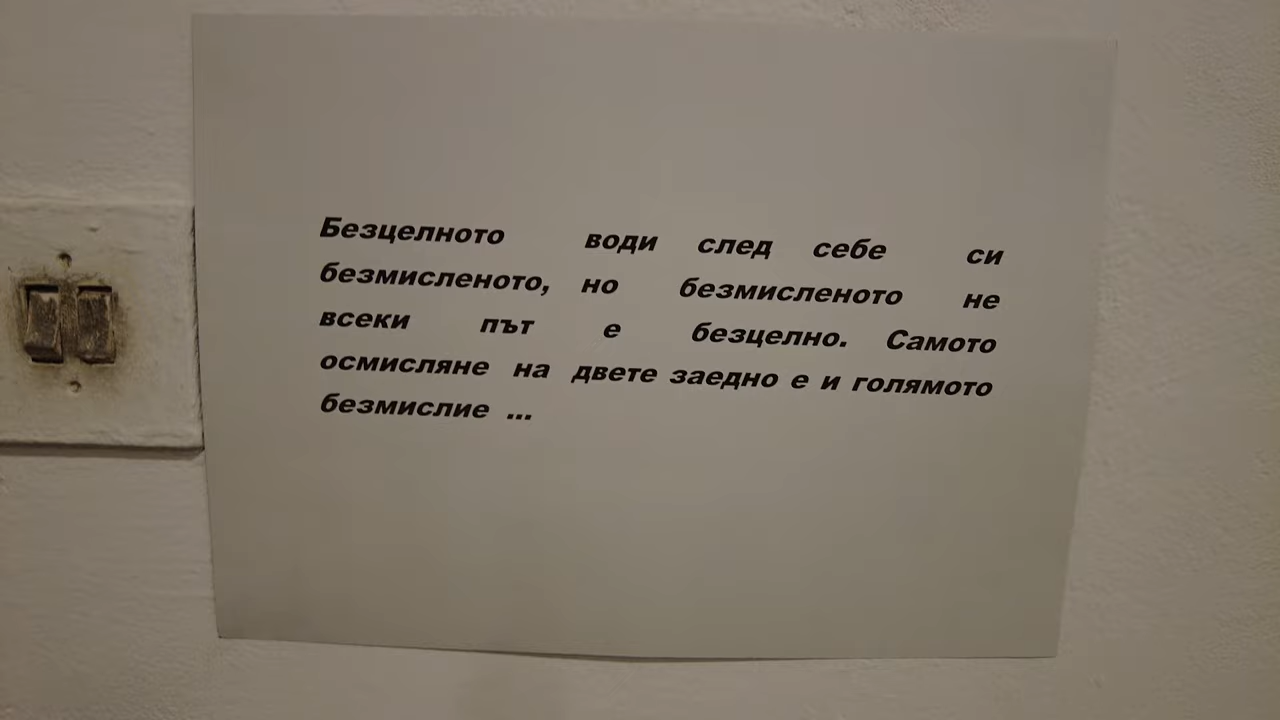 Безцелното води след себе си
безмисленото, но безмисленото не
всеки път е безцелно. Самото
осмисляне на двете заедно е и голямото
безмислие ...